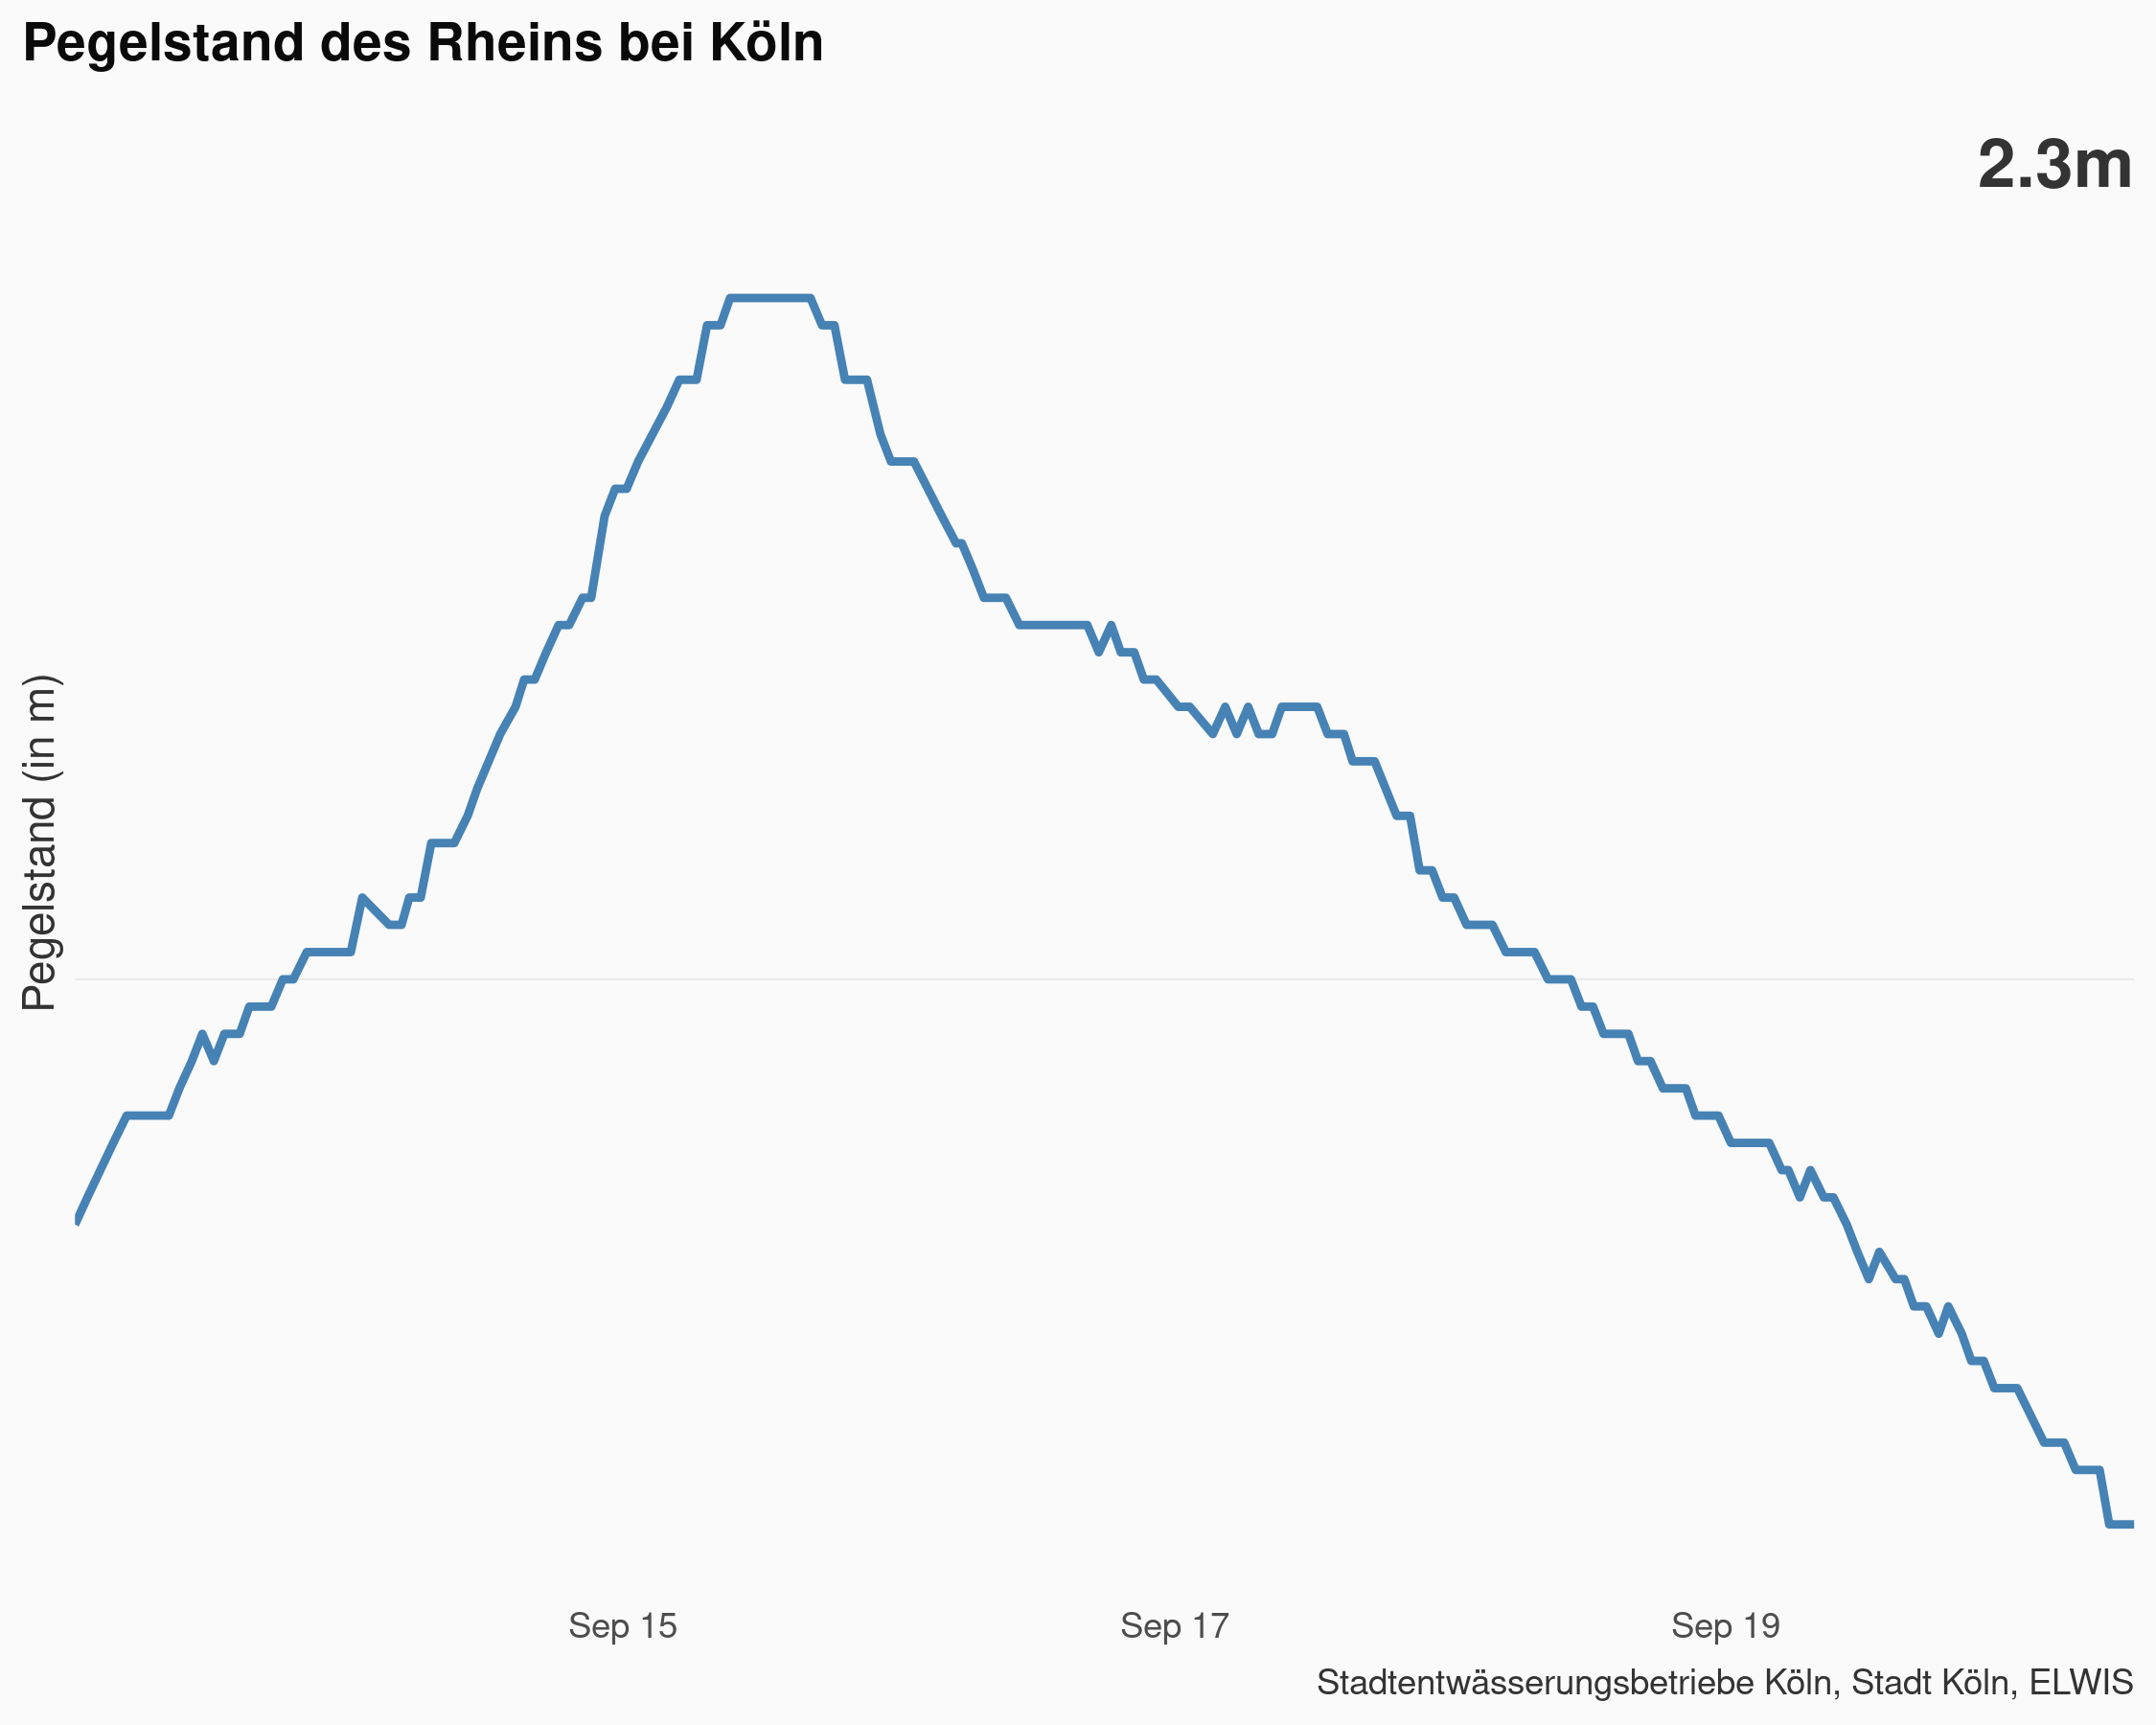 Pegelstand des Rheins bei Köln
2.3m
Pegelstand (in m)
Sep 15
Sep 17
Sep 19
Stadtentwässerungsbetriebe Köln, Stadt Köln, ELWIS